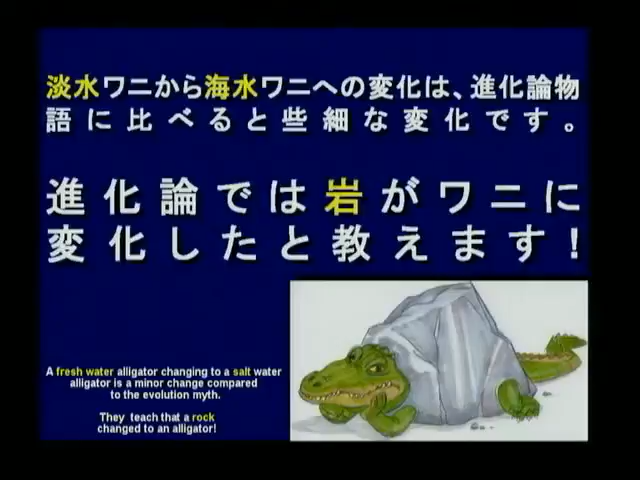 淡水ワニから海水ワニへの変化は、進化論物
語に比べると些細な変化です。
進化論では岩がワニに
変化したと教えます！
A fresh water alligator changing to a salt water
alligator is a minor change compared
to the evolution myth.
They teach that a rock
changed to an alligator!